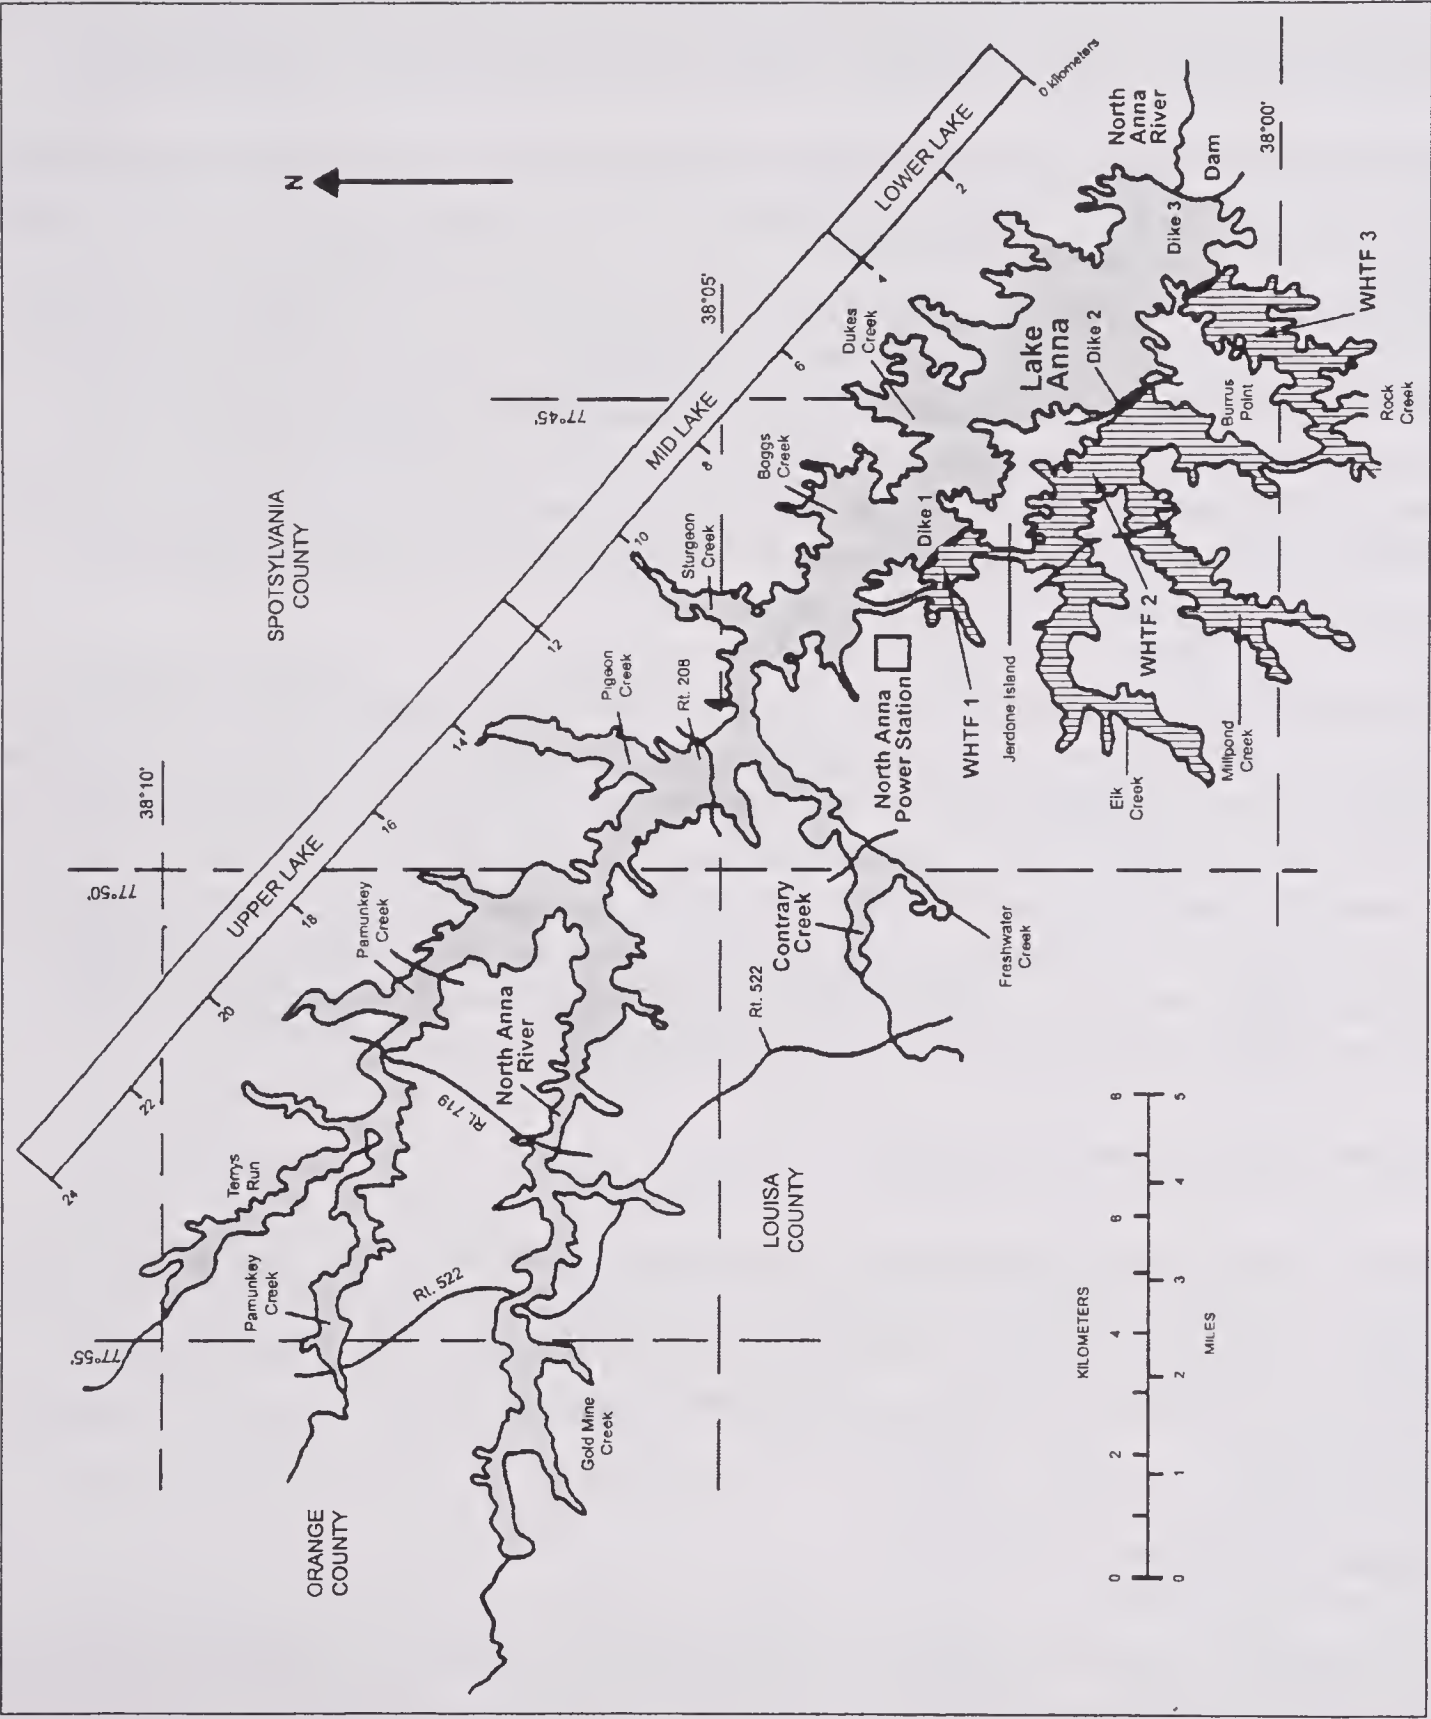 ORANGE
COUNTY
SPOTSYLVANIA
COUNTY
LOUISA
COUNTY
N
24
22
20
18
16
14
12
10
8
6
4
2
0 kilometers
UPPER LAKE
MID LAKE
LOWER LAKE
77°55'
77°50'
77°45'
38°10'
38°05'
38°00'
Terrys
Run
Pamunkey
Creek
Pamunkey
Creek
Rt. 719
Rt. 522
North Anna
River
Gold Mine
Creek
Pigeon
Creek
Rt. 208
Sturgeon
Creek
Boggs
Creek
Dukes
Creek
Rt. 522
Contrary
Creek
Freshwater
Creek
North Anna
Power Station
Dike 1
WHTF 1
Jerdone Island
Lake
Anna
Dike 2
WHTF 2
Elk
Creek
Millpond
Creek
Burrus
Point
Rock
Creek
WHTF 3
Dike 3
Dam
North
Anna
River
KILOMETERS
0 2 4 6 8
0 1 2 3 4 5
MILES